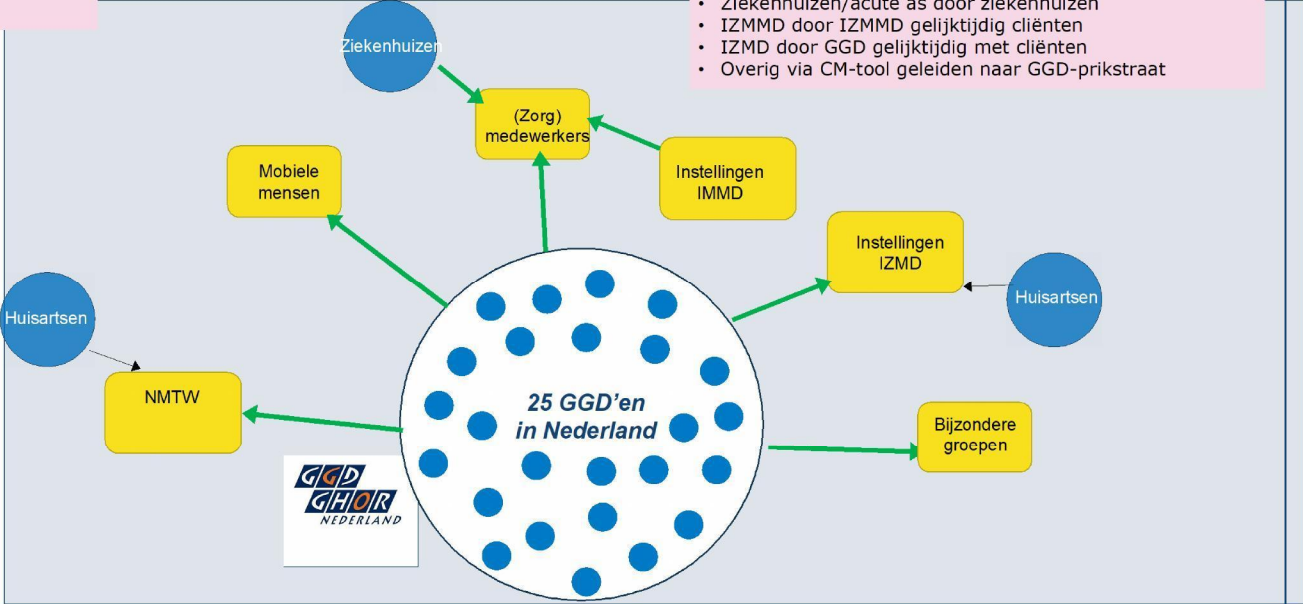 • Ziekenhuizen/acute as door ziekenhuizen
• IZMMD door IZMMD gelijktijdig cliënten
• IZMD door GGD gelijktijdig met cliënten
• Overig via CM-tool geleiden naar GGD-prikstraat
Ziekenhuizen
(Zorg)
medewerkers
Instellingen
IMMD
Mobiele
mensen
Instellingen
IZMD
Huisartsen
Huisartsen
NMTW
25 GGD’en
in Nederland
Bijzondere
groepen
GGD
GHOR
NEDERLAND